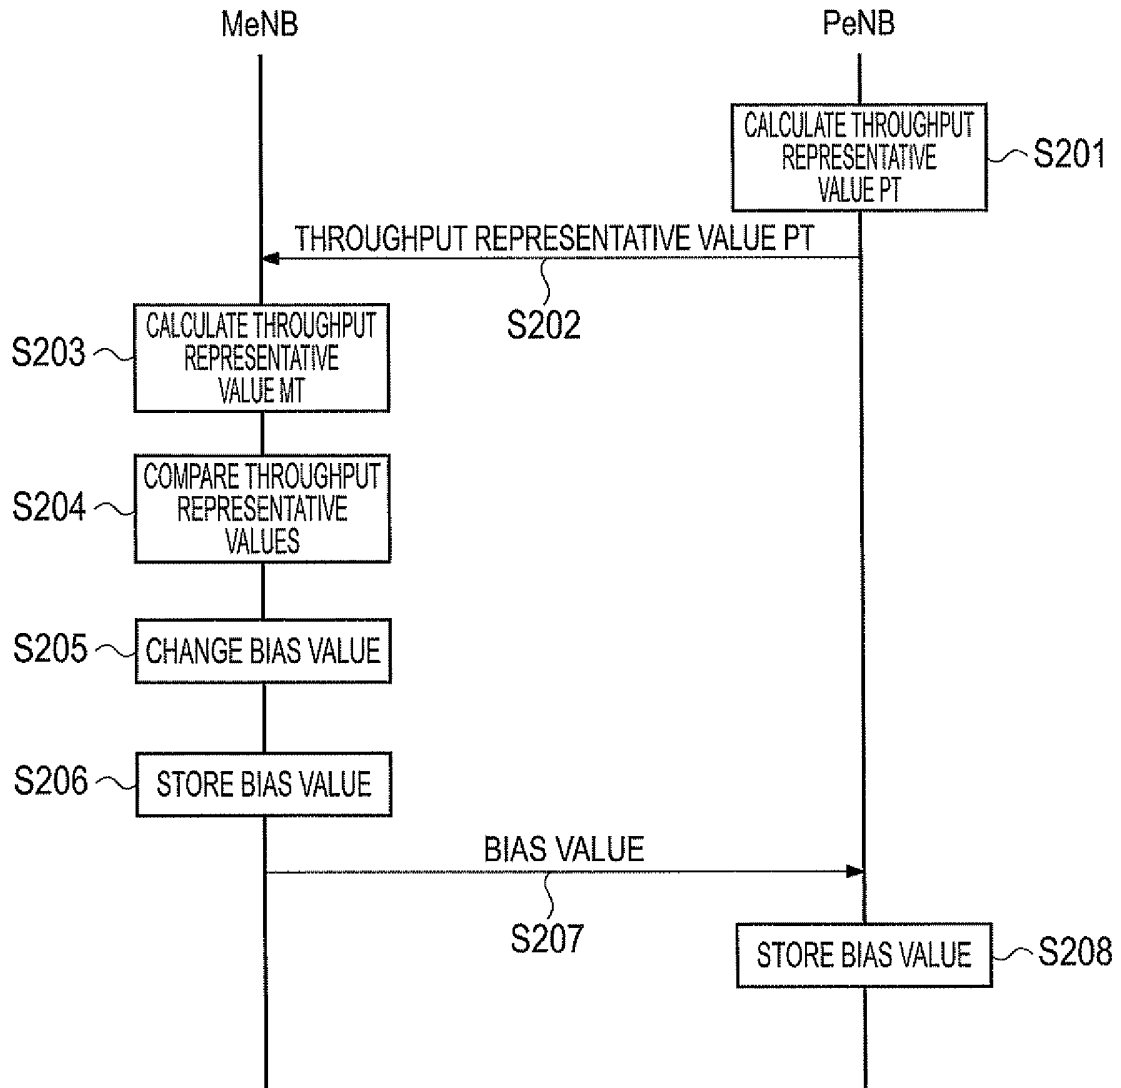 MeNB
PeNB
CALCULATE THROUGHPUT
REPRESENTATIVE
VALUE PT
S201
THROUGHPUT REPRESENTATIVE VALUE PT
S202
CALCULATE THROUGHPUT
REPRESENTATIVE
VALUE MT
S203
COMPARE THROUGHPUT
REPRESENTATIVE
VALUES
S204
S205
CHANGE BIAS VALUE
S206
STORE BIAS VALUE
BIAS VALUE
S207
STORE BIAS VALUE
S208